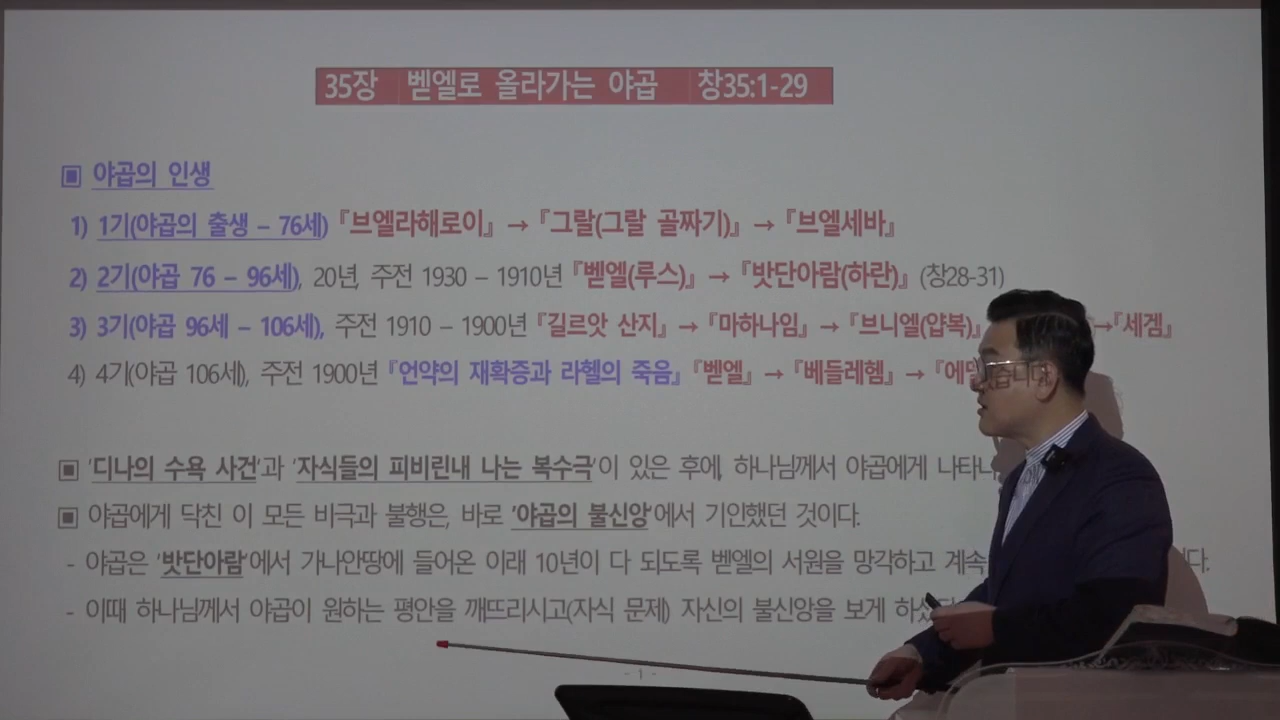 35장 벧엘로 올라가는 야곱 창35:1-29
▣ 야곱의 인생
1) 1기(야곱의 출생 – 76세) 『브엘라해로이』 → 『그랄(그랄 골짜기)』 → 『브엘세바』
2) 2기(야곱 76 – 96세), 20년, 주전 1930 – 1910년 『벧엘(루스)』 → 『밧단아람(하란)』 (창28-31)
3) 3기(야곱 96세 – 106세), 주전 1910 – 1900년 『길르앗 산지』 → 『마하나임』 → 『브니엘(얍복)』 →『세겜』
4) 4기(야곱 106세), 주전 1900년 『언약의 재확증과 라헬의 죽음』 『벧엘』 → 『베들레헴』 →
▣ '디나의 수욕 사건'과 '자식들의 피비린내 나는 복수극'이 있은 후에, 하나님께서 야곱에게
▣ 야곱에게 닥친 이 모든 비극과 불행은, 바로 '야곱의 불신앙'에서 기인했던 것이다.
- 야곱은 '밧단아람'에서 가나안땅에 들어온 이래 10년이 다 되도록 벧엘의 서원을 망각하고 계속
- 이때 하나님께서 야곱이 원하는 평안을 깨뜨리시고(자식 문제) 자신의 불신앙을 보게
- 1 -